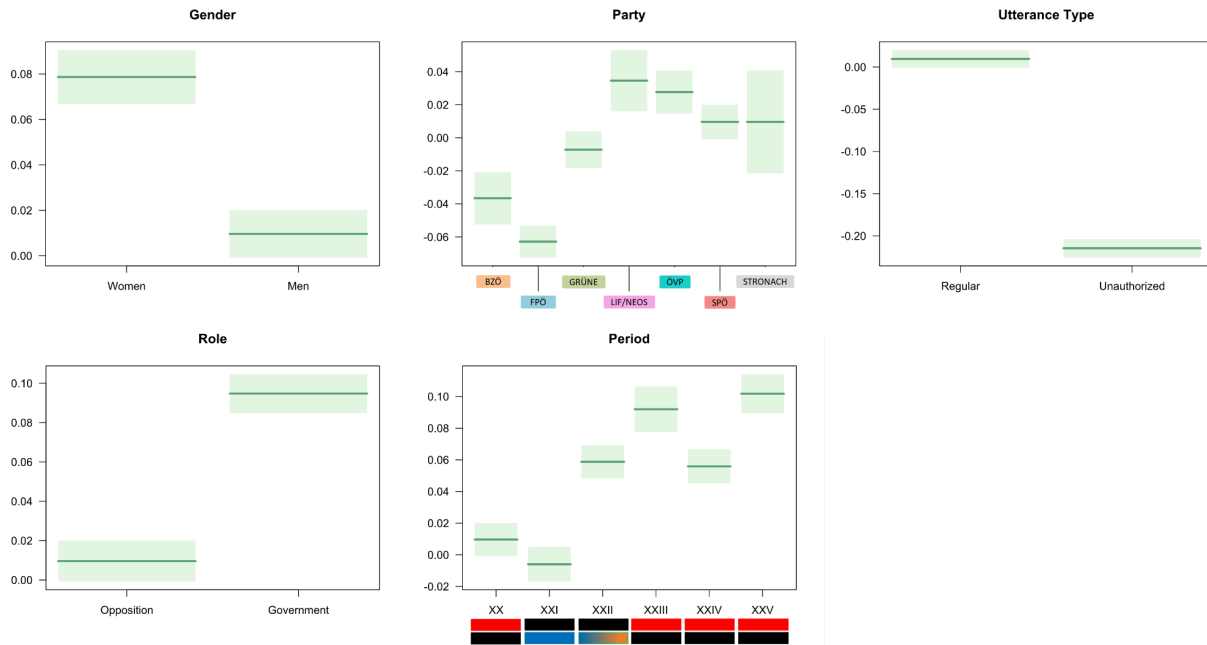 Gender
0.08
0.06
0.04
0.02
0.00
Women Men
Party
0.04
0.02
0.00
-0.02
-0.04
-0.06
BZÖ GRÜNE ÖVP STRONACH
FPÖ LIF/NEOS SPÖ
Utterance Type
0.00
-0.05
-0.10
-0.15
-0.20
Regular Unauthorized
Role
0.10
0.08
0.06
0.04
0.02
0.00
Opposition Government
Period
0.10
0.08
0.06
0.04
0.02
0.00
-0.02
XX XXI XXII XXIII XXIV XXV